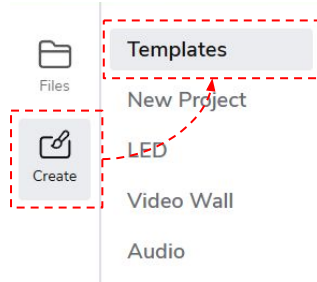 Files
Create
Templates
New Project
LED
Video Wall
Audio